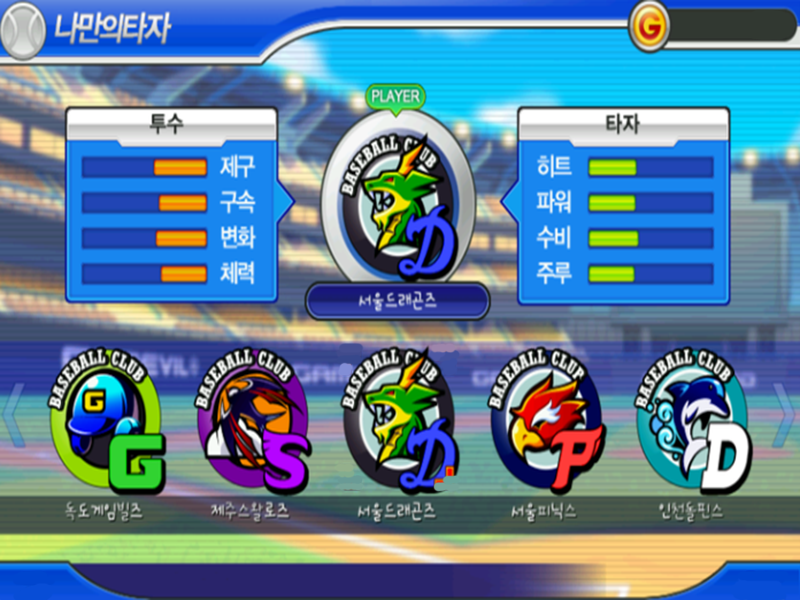 나만의타자
G
PLAYER
투수
제구
구속
변화
체력
BASEBALL CLUB
D
서울드래곤즈
타자
히트
파워
수비
주루
BASEBALL CLUB
G
G
BASEBALL CLUB
S
BASEBALL CLUB
D
BASEBALL CLUB
P
BASEBALL CLUB
D
독도게임빌즈
제주스왈로즈
서울드래곤즈
서울피닉스
인천돌핀스